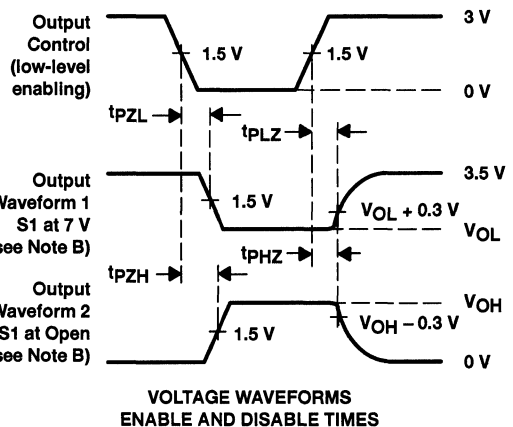 Output
Control
(low-level
enabling)
3 V
1.5 V
1.5 V
0 V
tPZL
tPLZ
Output
Waveform 1
S1 at 7 V
see Note B)
3.5 V
1.5 V
VOL + 0.3 V
VOL
tPHZ
tPZH
Output
Waveform 2
S1 at Open
see Note B)
VOH
1.5 V
VOH – 0.3 V
0 V
VOLTAGE WAVEFORMS
ENABLE AND DISABLE TIMES